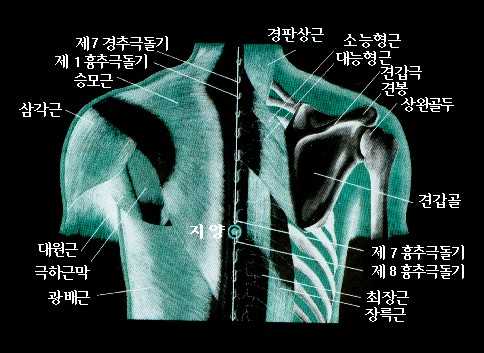 제7 경추극돌기
제 1 흉추극돌기
승모근
삼각근
대원근
극하근막
광배근
경판상근
소능형근
대능형근
견갑극
견봉
상완골두
견갑골
지양
제 7 흉추극돌기
제 8 흉추극돌기
최장근
장륵근